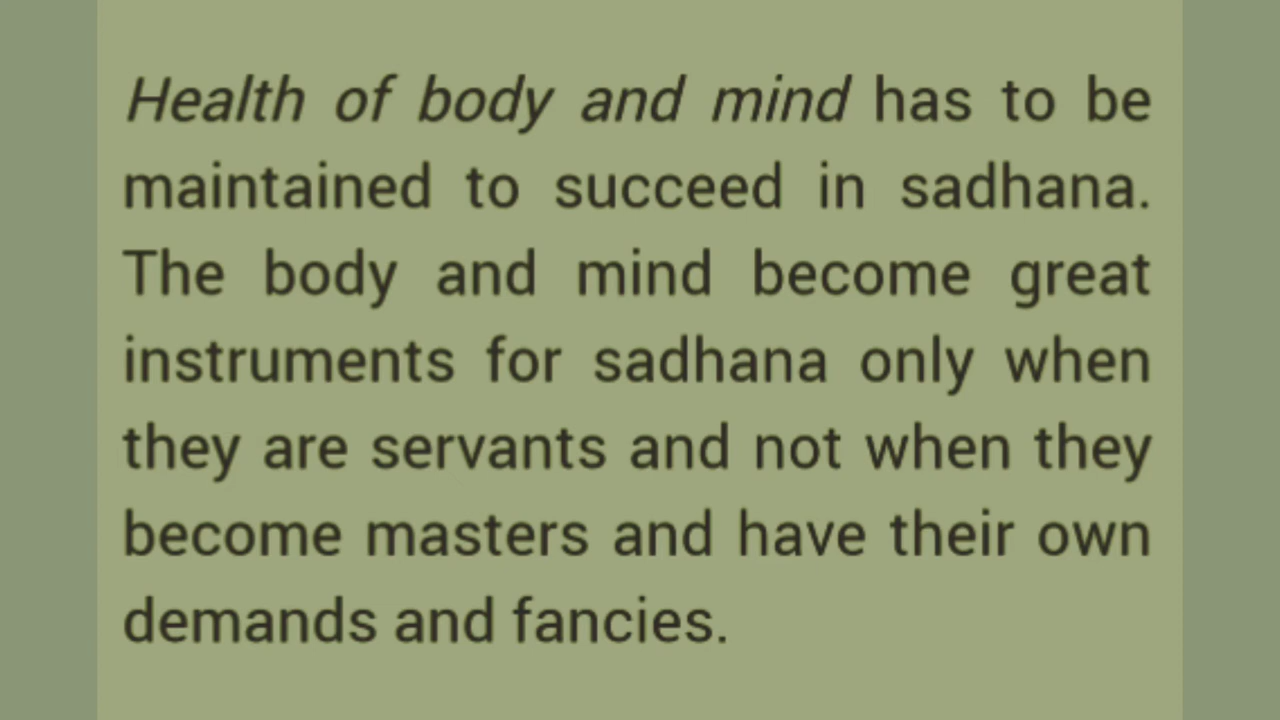 Health of body and mind has to be
maintained to succeed in sadhana.
The body and mind become great
instruments for sadhana only when
they are servants and not when they
become masters and have their own
demands and fancies.